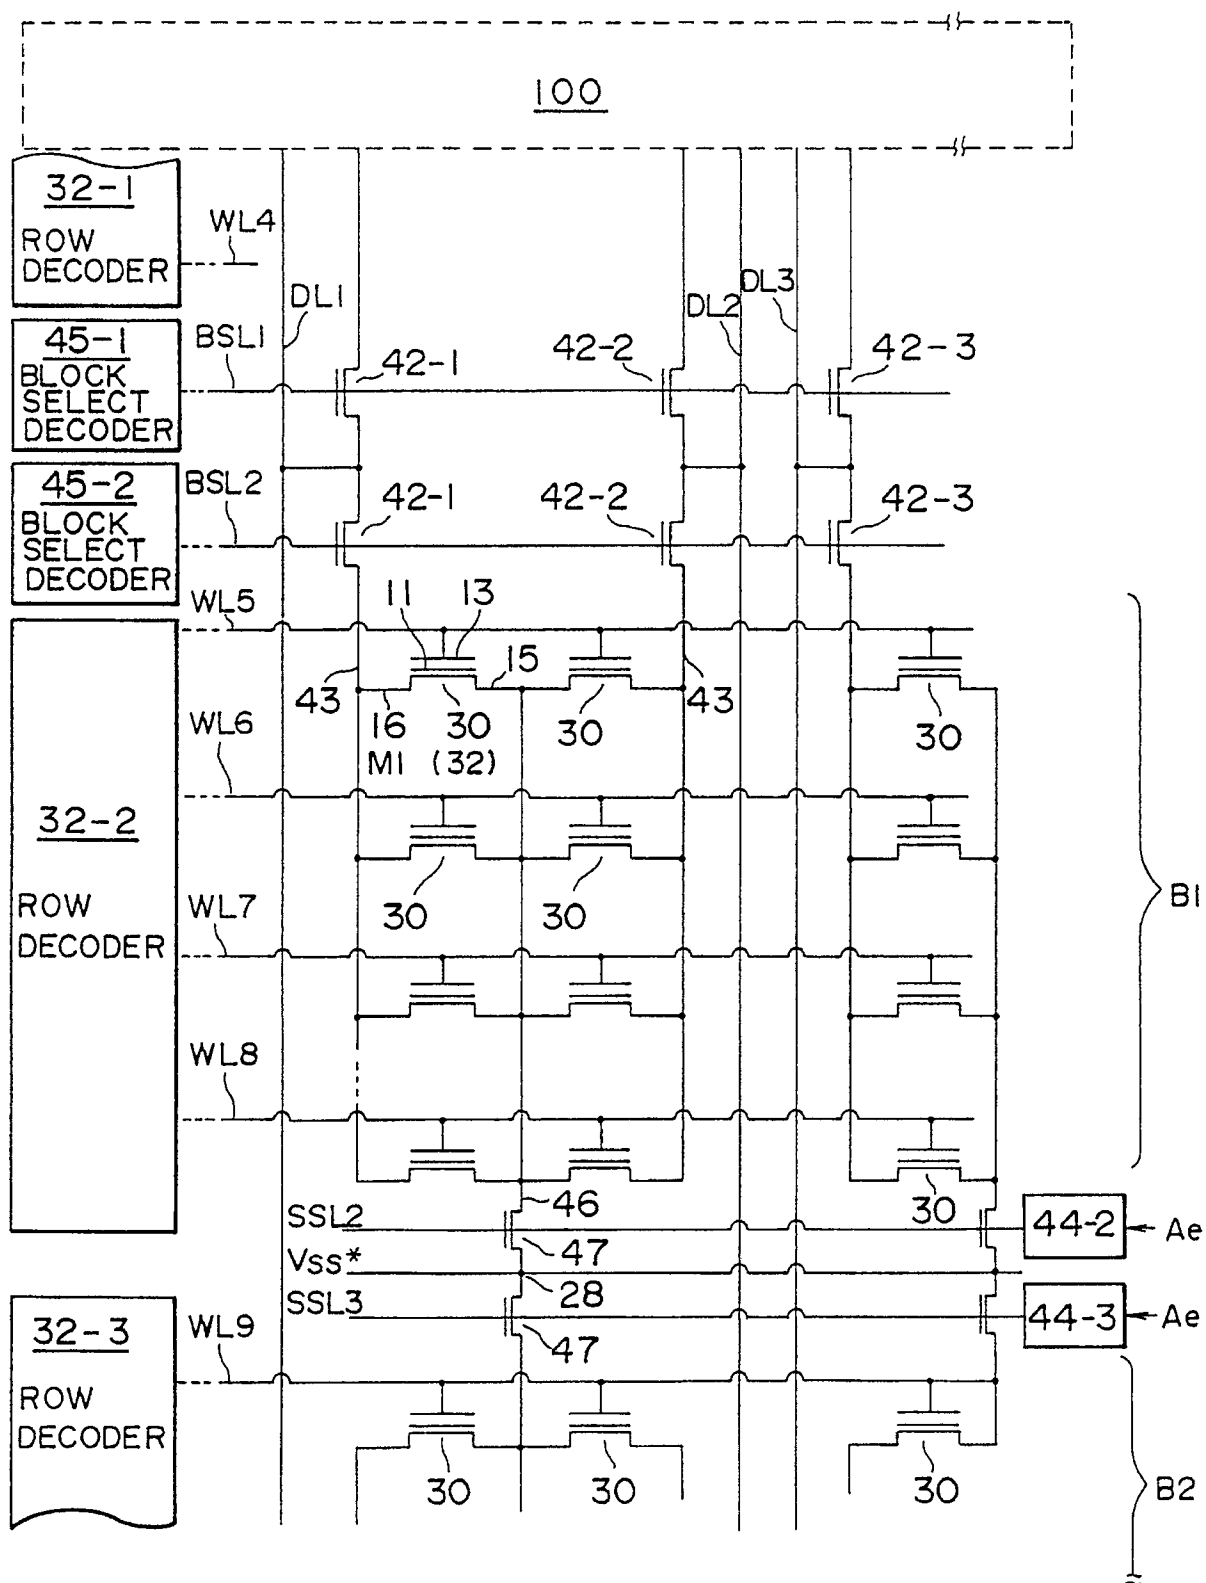 100
32-1
ROW
DECODER
WL4
DL1
DL2
DL3
45-1
BLOCK
SELECT
DECODER
BSL1
42-1
42-2
42-3
45-2
BLOCK
SELECT
DECODER
BSL2
42-1
42-2
42-3
WL5
11
13
15
43
16
30
30
43
30
M1 (32)
WL6
32-2
ROW
DECODER
30
30
B1
WL7
WL8
46
30
SSL2
47
44-2
Ae
Vss*
28
SSL3
47
44-3
Ae
32-3
ROW
DECODER
WL9
30
30
30
B2